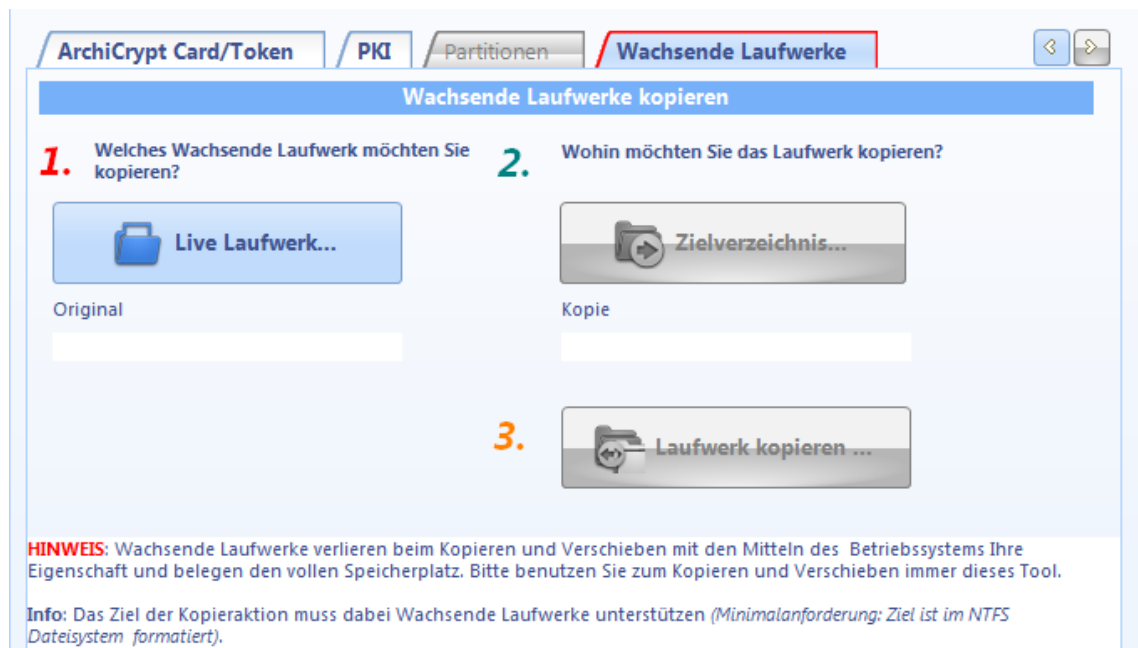 ArchiCrypt Card/Token
PKI
Partitionen
Wachsende Laufwerke
Wachsende Laufwerke kopieren
1.
Welches Wachsende Laufwerk möchten Sie
kopieren?
2.
Wohin möchten Sie das Laufwerk kopieren?
Live Laufwerk...
Zielverzeichnis...
Original
Kopie
3.
Laufwerk kopieren ...
HINWEIS: Wachsende Laufwerke verlieren beim Kopieren und Verschieben mit den Mitteln des Betriebssystems Ihre
Eigenschaft und belegen den vollen Speicherplatz. Bitte benutzen Sie zum Kopieren und Verschieben immer dieses Tool.
Info: Das Ziel der Kopieraktion muss dabei Wachsende Laufwerke unterstützen (Minimalanforderung: Ziel ist im NTFS
Dateisystem formatiert).